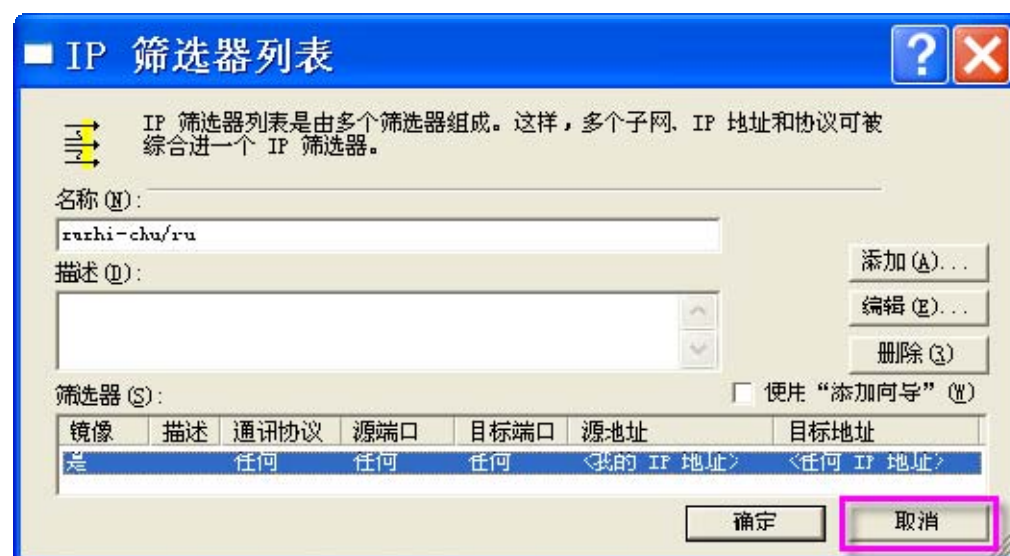 IP 筛选器列表
IP 筛选器列表是由多个筛选器组成。这样，多个子网、IP 地址和协议可被
综合进一个 IP 筛选器。
名称(N):
ruzhi-chu/ru
添加(A)...
描述(D):
编辑(E)...
删除(R)
筛选器(S):
使用“添加向导”(W)
镜像 描述 通讯协议 源端口 目标端口 源地址 目标地址
是 任何 任何 任何 <我的 IP 地址> <任何 IP 地址>
确定 取消